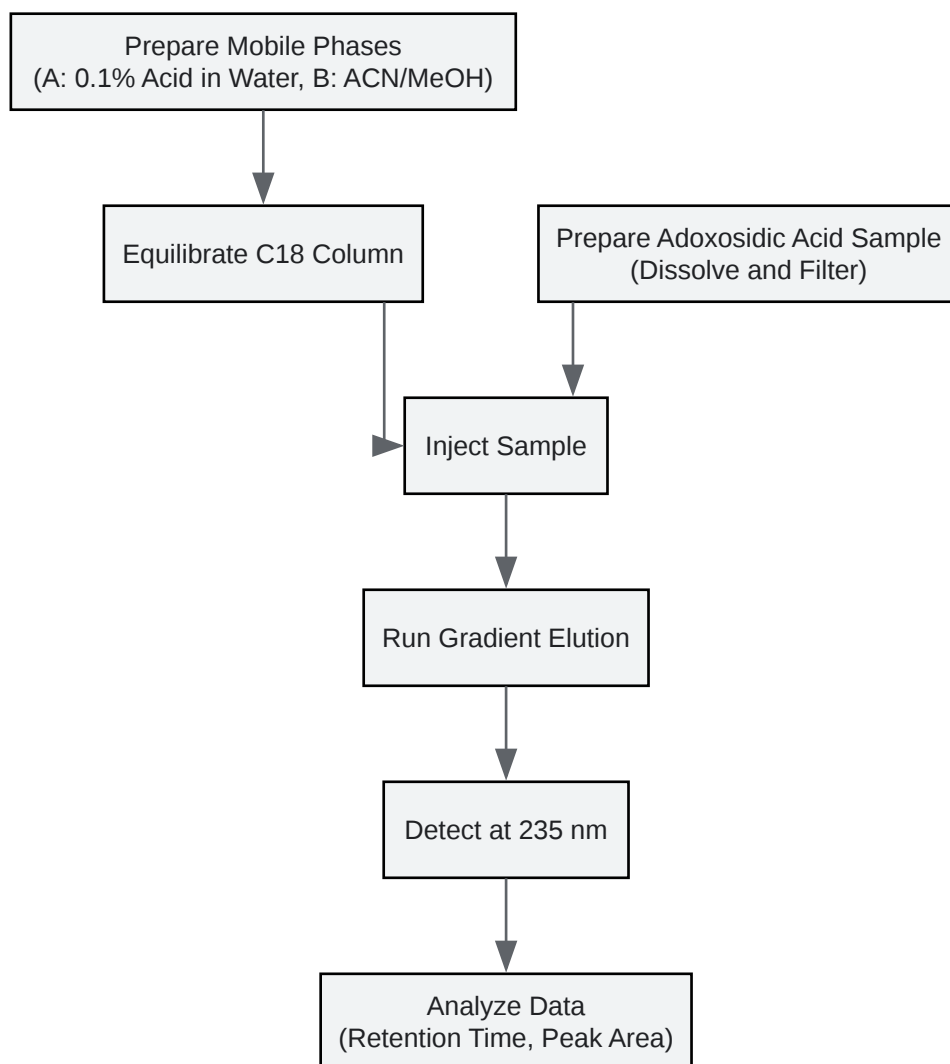 Prepare Mobile Phases
(A: 0.1% Acid in Water, B: ACN/MeOH)
Equilibrate C18 Column
Prepare Adoxosidic Acid Sample
(Dissolve and Filter)
Inject Sample
Run Gradient Elution
Detect at 235 nm
Analyze Data
(Retention Time, Peak Area)